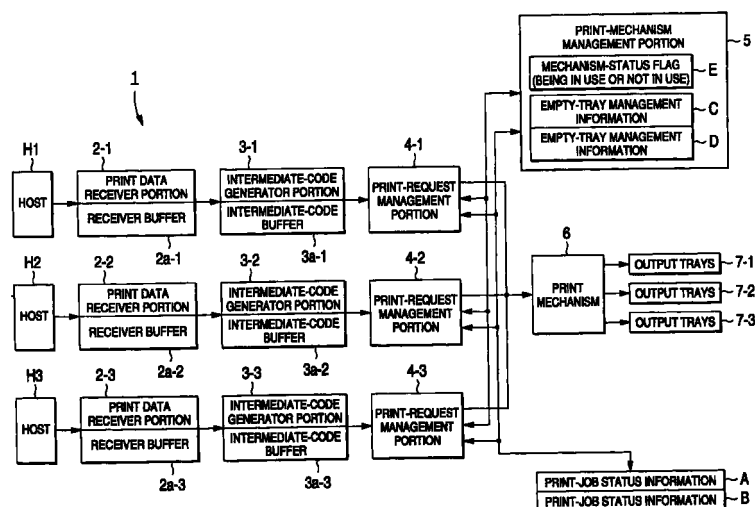 PRINT-MECHANISM
MANAGEMENT PORTION
5
MECHANISM-STATUS FLAG
(BEING IN USE OR NOT IN USE)
E
EMPTY-TRAY MANAGEMENT
INFORMATION
C
EMPTY-TRAY MANAGEMENT
INFORMATION
D
1
H1
HOST
2-1
PRINT DATA
RECEIVER PORTION
RECEIVER BUFFER
2a-1
3-1
INTERMEDIATE-CODE
GENERATOR PORTION
INTERMEDIATE-CODE
BUFFER
3a-1
4-1
PRINT-REQUEST
MANAGEMENT
PORTION
H2
HOST
2-2
PRINT DATA
RECEIVER PORTION
RECEIVER BUFFER
2a-2
3-2
INTERMEDIATE-CODE
GENERATOR PORTION
INTERMEDIATE-CODE
BUFFER
3a-2
4-2
PRINT-REQUEST
MANAGEMENT
PORTION
6
PRINT
MECHANISM
OUTPUT TRAYS
7-1
OUTPUT TRAYS
7-2
OUTPUT TRAYS
7-3
H3
HOST
2-3
PRINT DATA
RECEIVER PORTION
RECEIVER BUFFER
2a-3
3-3
INTERMEDIATE-CODE
GENERATOR PORTION
INTERMEDIATE-CODE
BUFFER
3a-3
4-3
PRINT-REQUEST
MANAGEMENT
PORTION
PRINT-JOB STATUS INFORMATION
A
PRINT-JOB STATUS INFORMATION
B